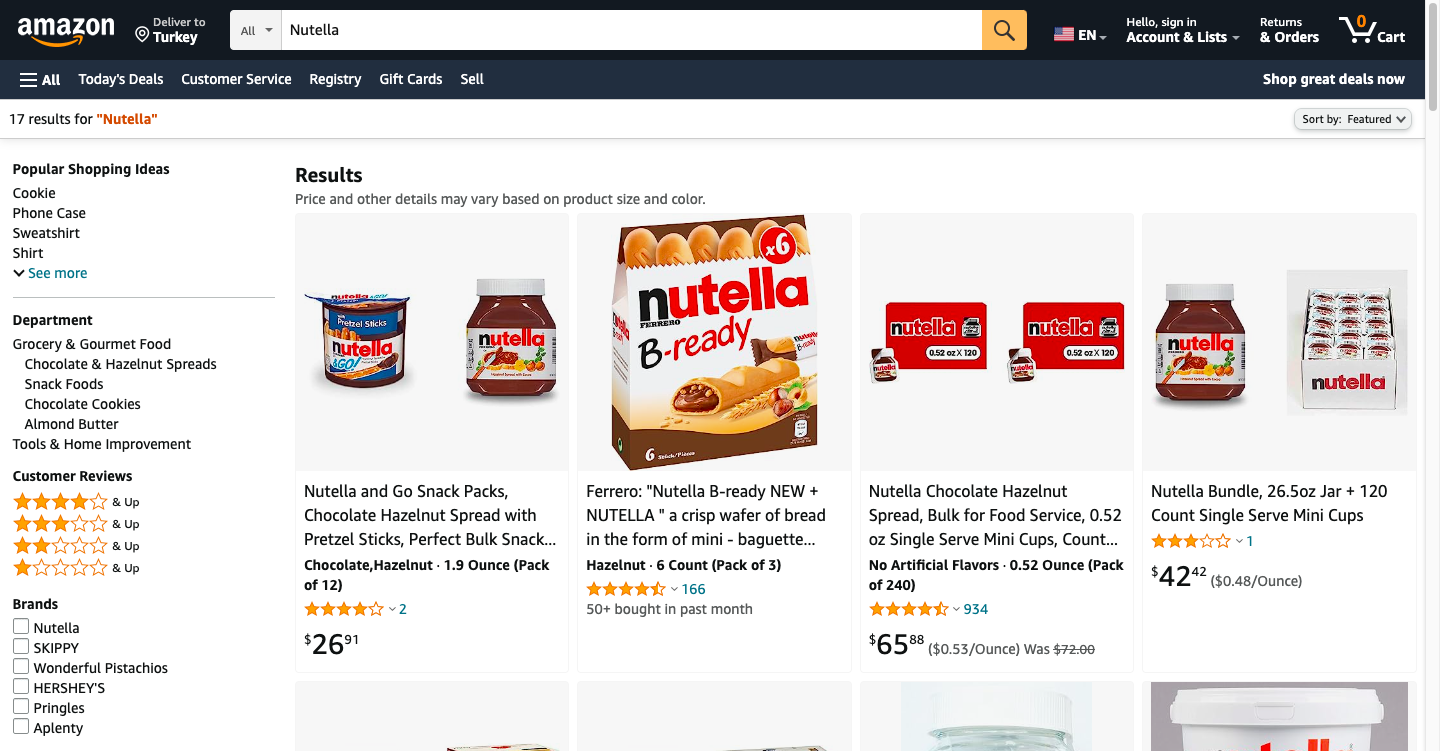 amazon
Deliver to
Turkey
All
Nutella
EN
Hello, sign in
Account & Lists
Returns
& Orders
0
Cart
All
Today's Deals
Customer Service
Registry
Gift Cards
Sell
Shop great deals now
17 results for "Nutella"
Sort by: Featured
Popular Shopping Ideas
Cookie
Phone Case
Sweatshirt
Shirt
See more
Department
Grocery & Gourmet Food
Chocolate & Hazelnut Spreads
Snack Foods
Chocolate Cookies
Almond Butter
Tools & Home Improvement
Customer Reviews
& Up
& Up
& Up
& Up
Brands
Nutella
SKIPPY
Wonderful Pistachios
HERSHEY'S
Pringles
Aplenty
Results
Price and other details may vary based on product size and color.
Pretzel Sticks
nutella
&GO!
nutella
Nutella and Go Snack Packs,
Chocolate Hazelnut Spread with
Pretzel Sticks, Perfect Bulk Snack...
Chocolate,Hazelnut · 1.9 Ounce (Pack
of 12)
2
$26.91
x6
nutella
FERRERO
B-ready
6
Ferrero: "Nutella B-ready NEW +
NUTELLA " a crisp wafer of bread
in the form of mini - baguette...
Hazelnut · 6 Count (Pack of 3)
166
50+ bought in past month
nutella
0.52 oz X 120
nutella
nutella
0.52 oz X 120
nutella
Nutella Chocolate Hazelnut
Spread, Bulk for Food Service, 0.52
oz Single Serve Mini Cups, Count...
No Artificial Flavors · 0.52 Ounce (Pack
of 240)
934
$65.88 ($0.53/Ounce) Was $72.00
nutella
nutella
Nutella Bundle, 26.5oz Jar + 120
Count Single Serve Mini Cups
1
$42.42 ($0.48/Ounce)